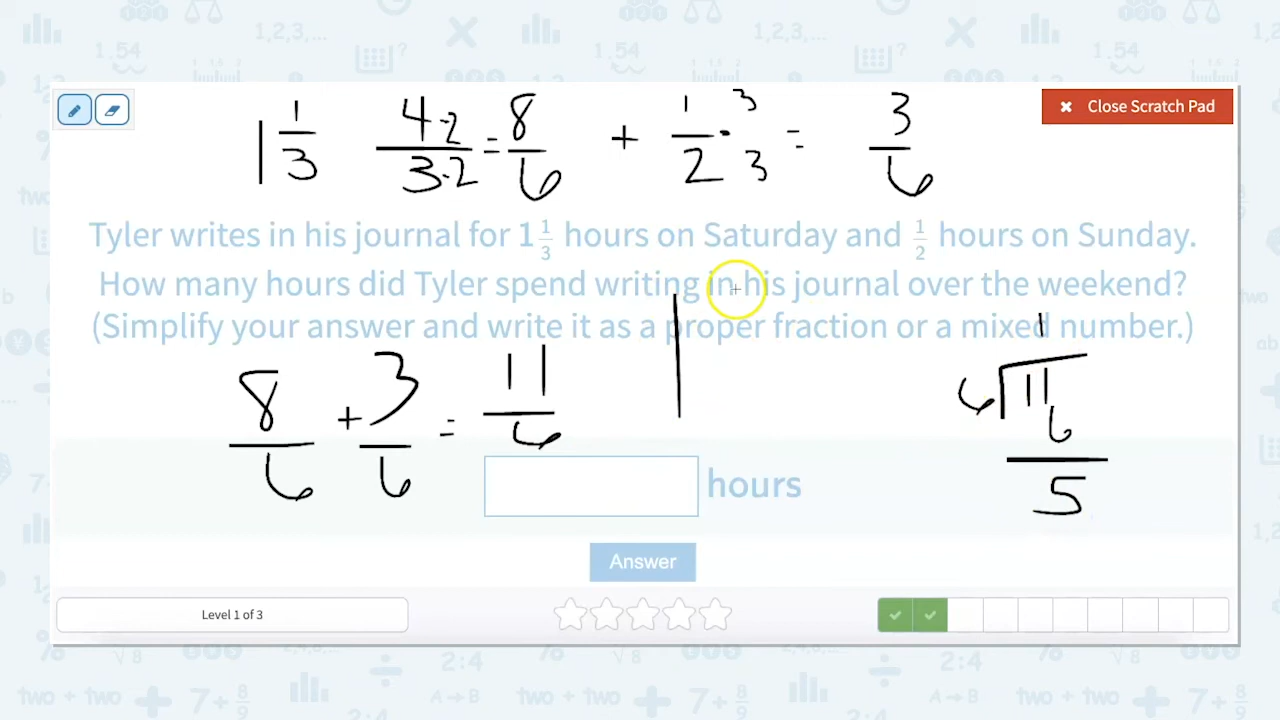 1 1/3 4·2/3·2 = 8/6 + 1/2 · 3/3 = 3/6
Close Scratch Pad
Tyler writes in his journal for 1 1/3 hours on Saturday and 1/2 hours on Sunday.
How many hours did Tyler spend writing in his journal over the weekend?
(Simplify your answer and write it as a proper fraction or a mixed number.)
8/6 + 3/6 = 11/6
1
1
6 11
6
5
hours
Answer
Level 1 of 3